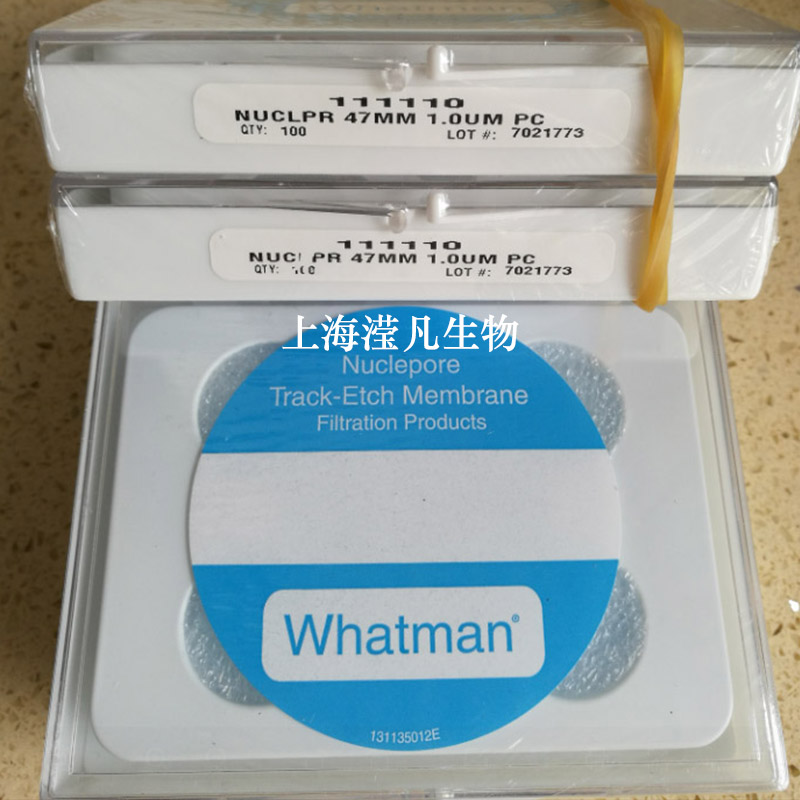 111110
NUCLPR 47MM 1.0UM PC
QTY: 100 LOT #: 7021773
111110
NUCLPR 47MM 1.0UM PC
QTY: 100 LOT #: 7021773
上海滢凡生物
Nuclepore
Track-Etch Membrane
Filtration Products
Whatman®
131135012E